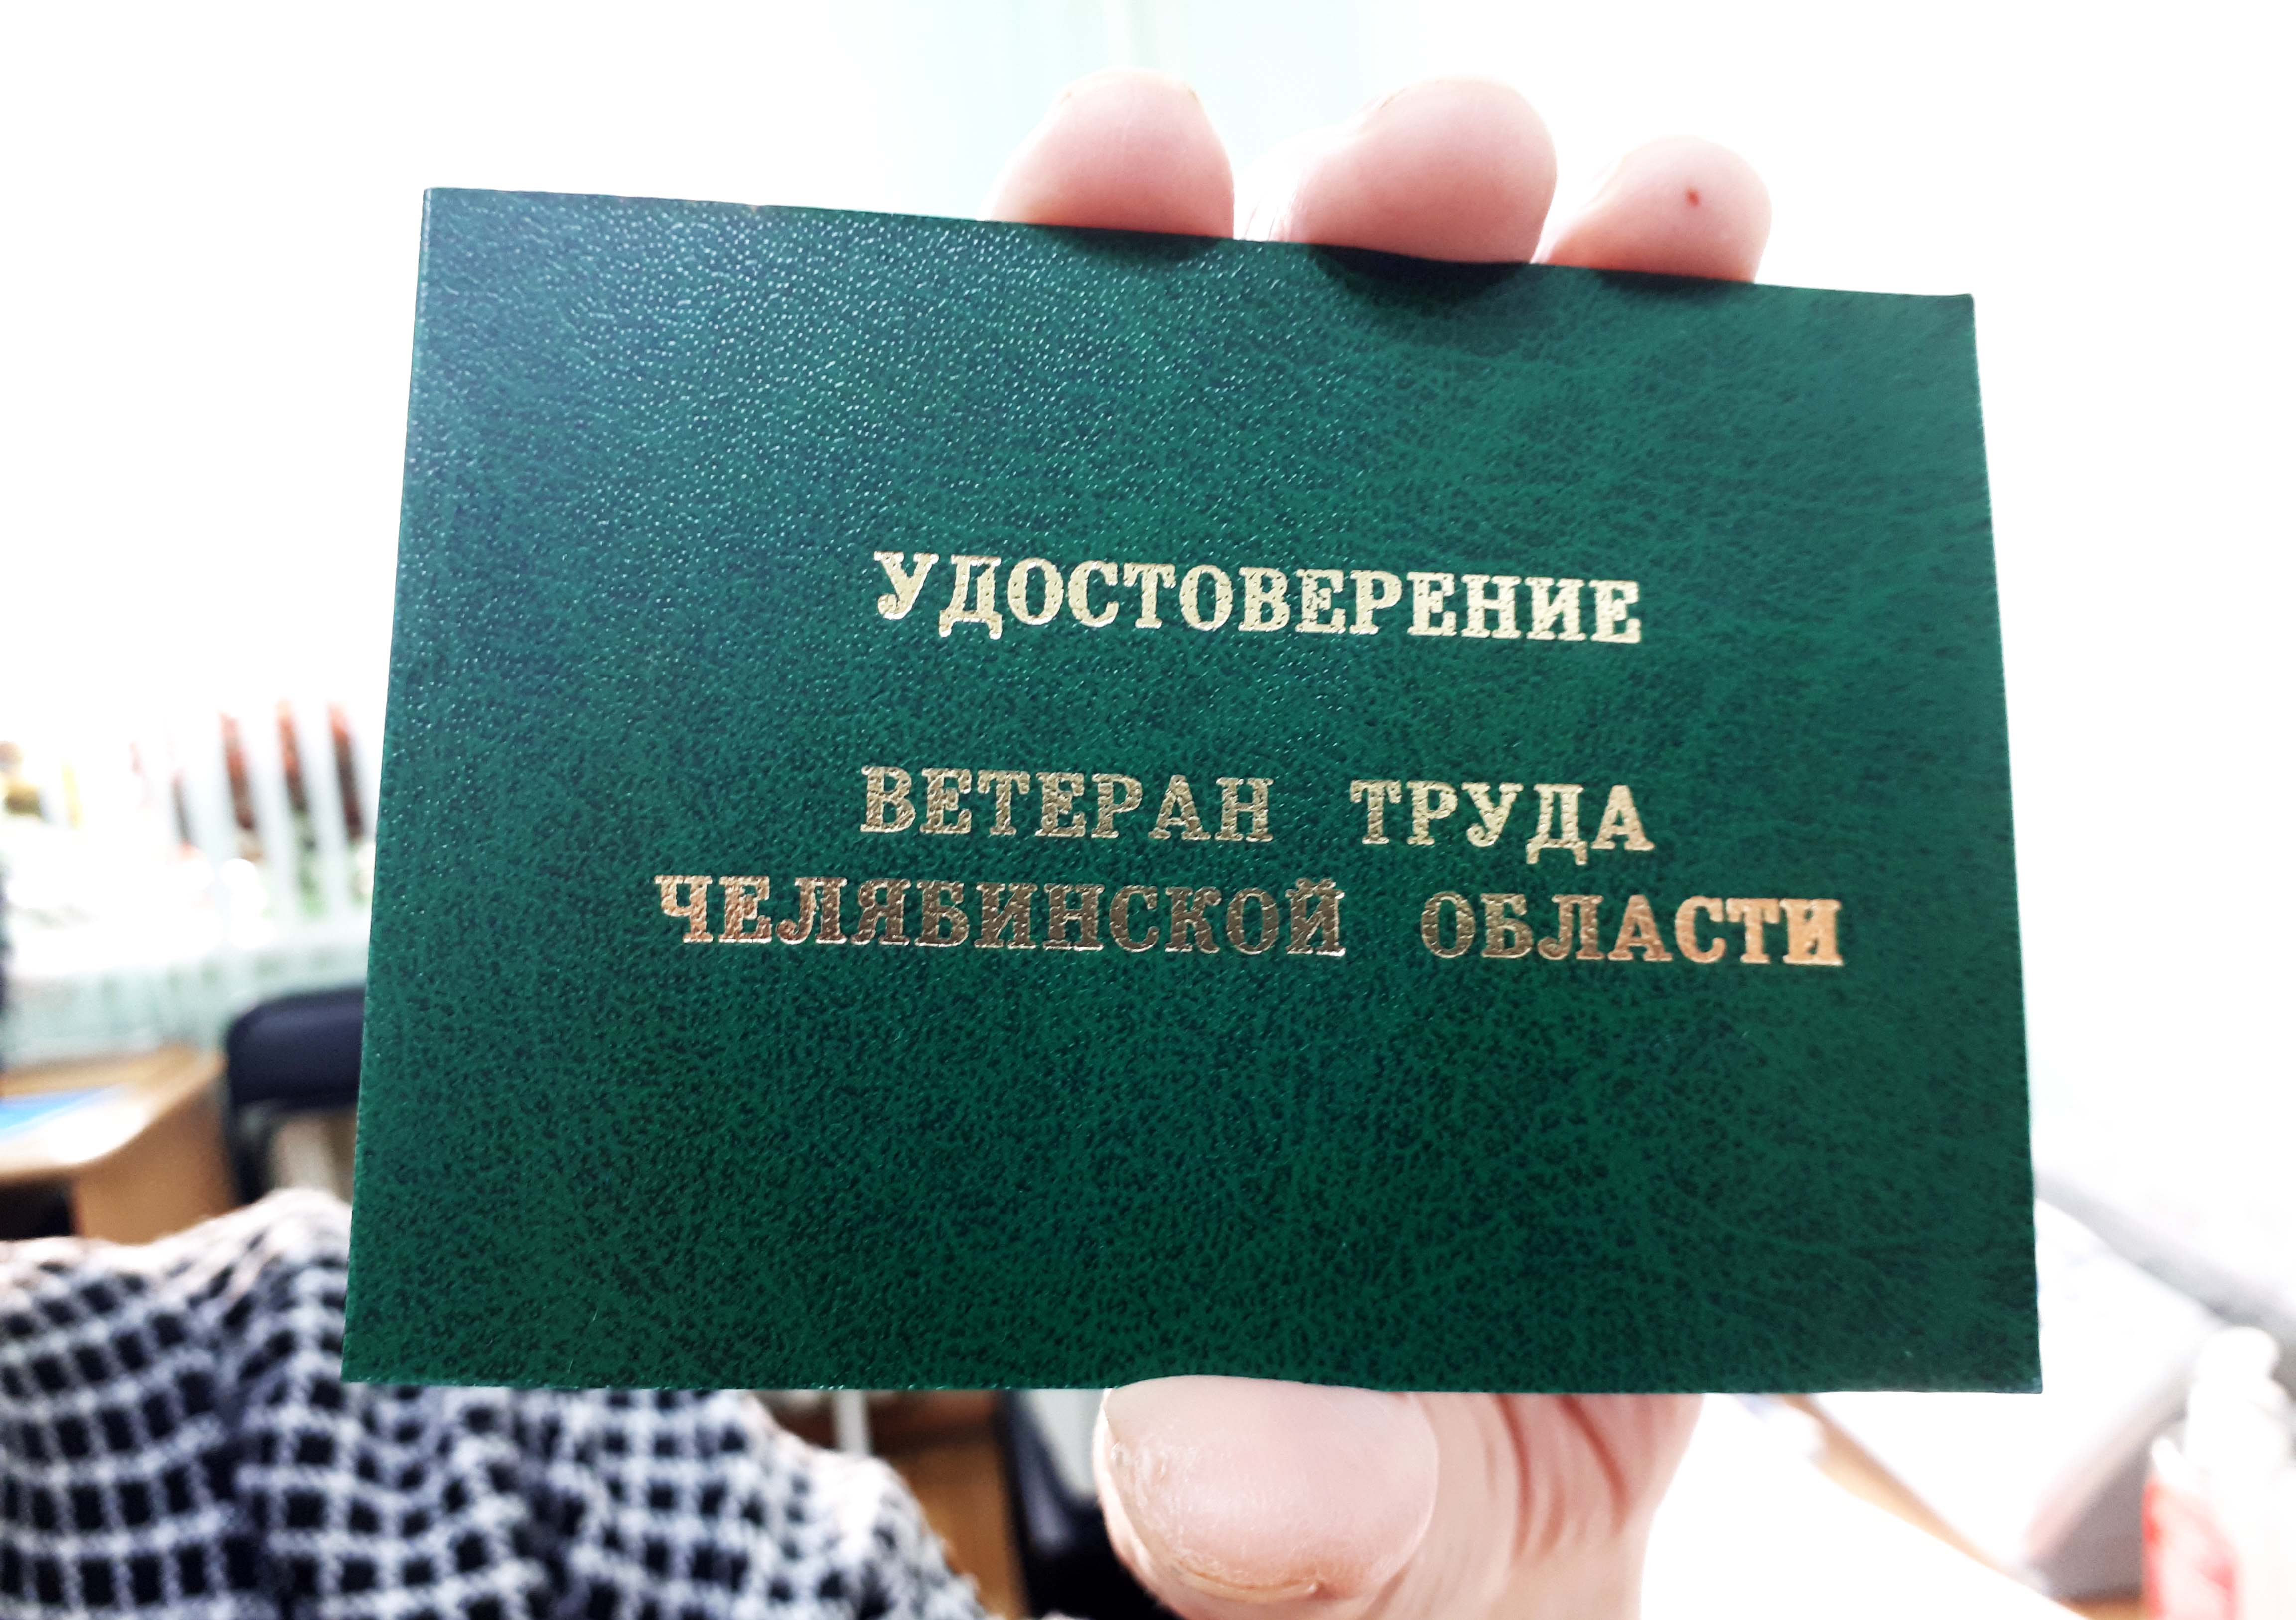 УДОСТОВЕРЕНИЕ
ВЕТЕРАН ТРУДА
ЧЕЛЯБИНСКОЙ ОБЛАСТИ